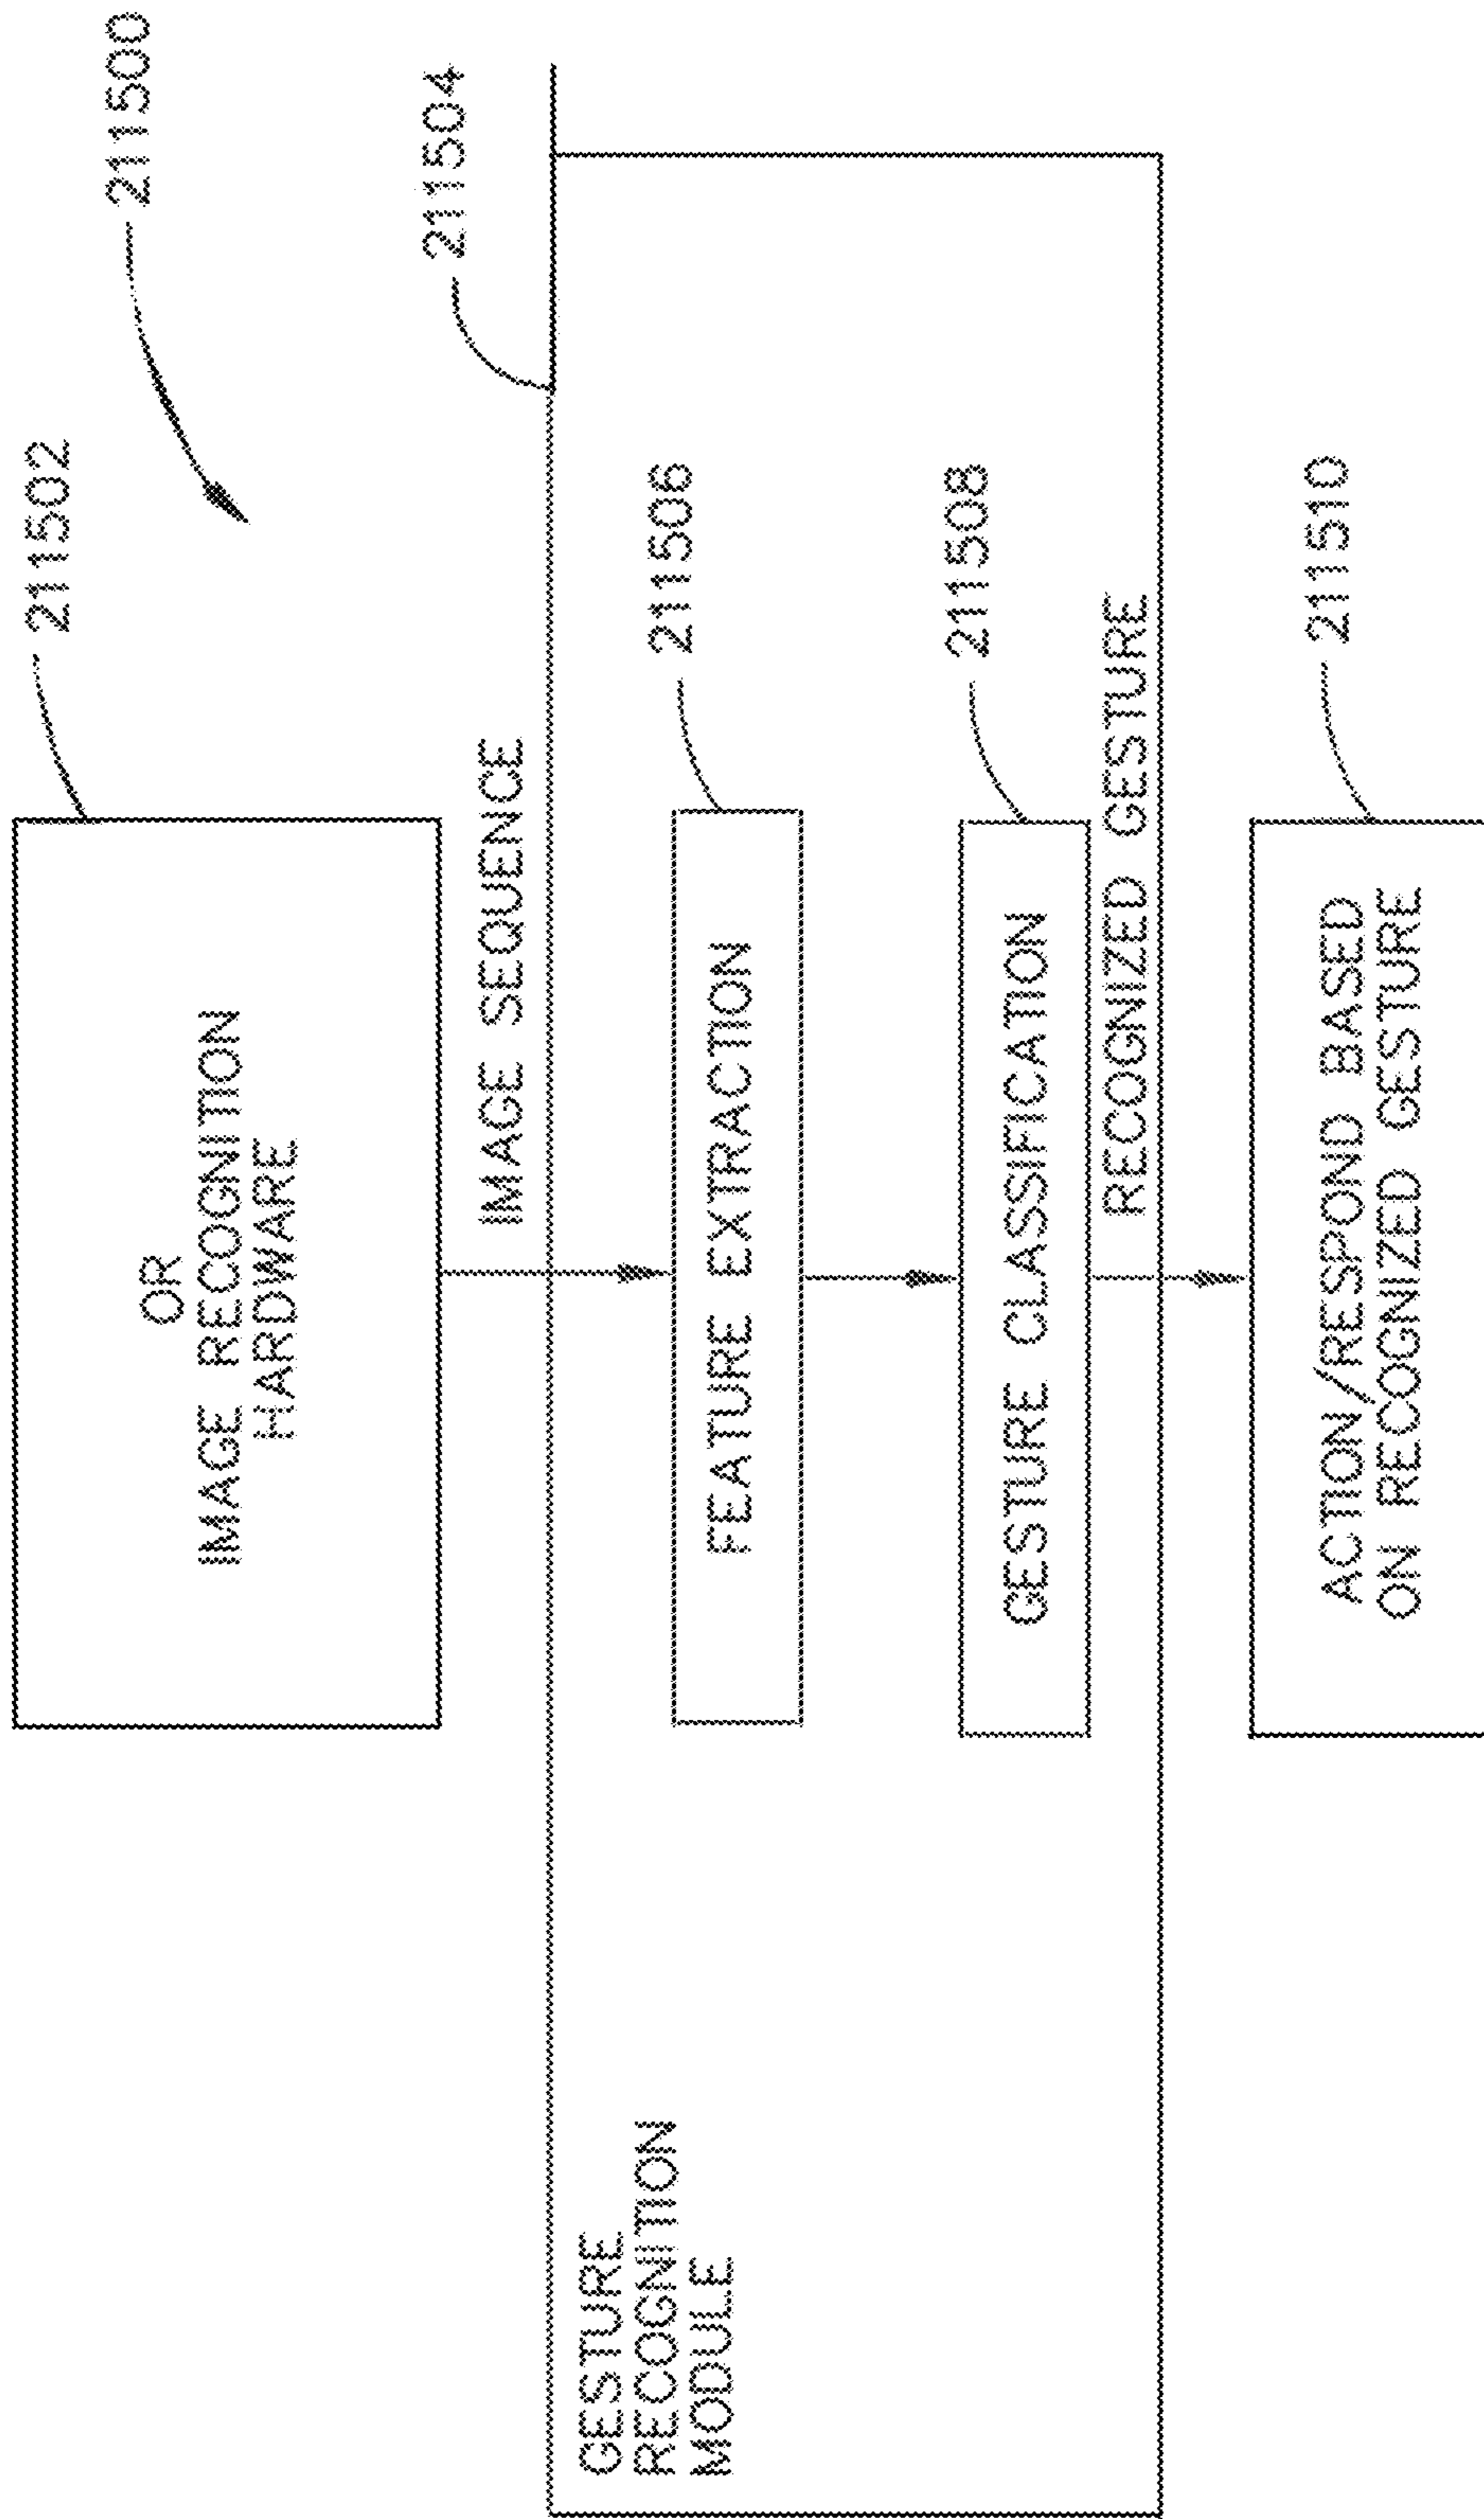 211500
211502
OR
IMAGE RECOGNITION
HARDWARE
IMAGE SEQUENCE
211504
GESTURE
RECOGNITION
MODULE
211506
FEATURE EXTRACTION
211508
GESTURE CLASSIFICATION
RECOGNIZED GESTURE
211510
ACTION/RESPOND BASED
ON RECOGNIZED GESTURE